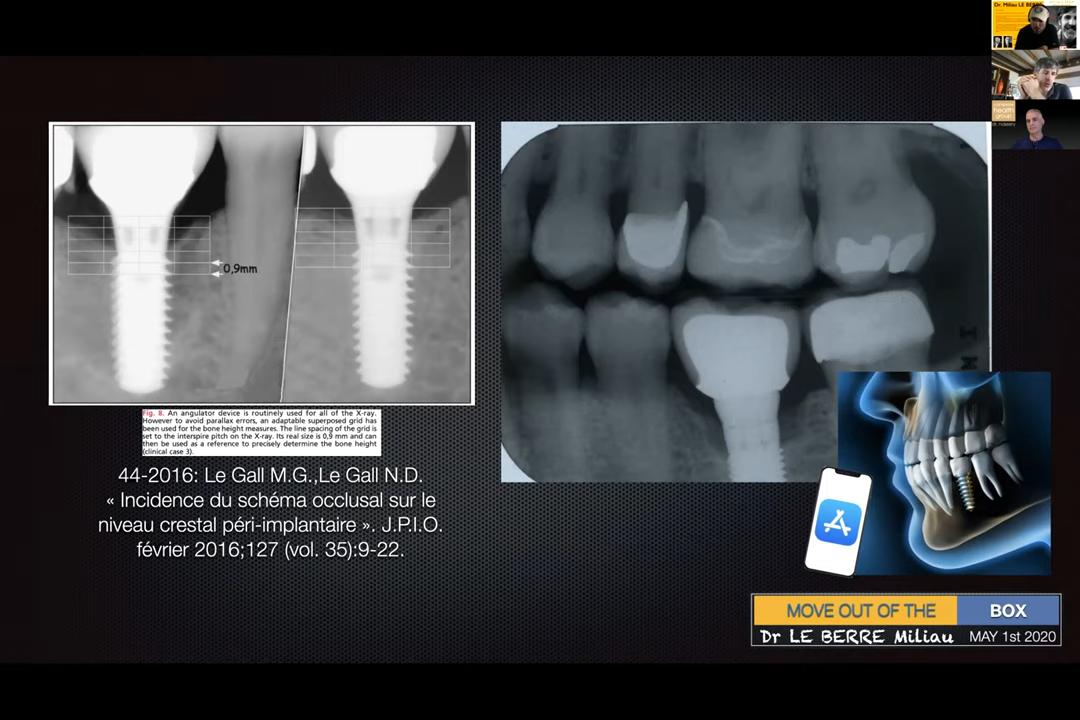 Dr. Miliau LE BERRE
complete
health
group
0,9mm
Fig. 8. An angulator device is routinely used for all of the X-ray.
However to avoid parallax errors, an adaptable superposed grid has
been used for the bone height measures. The line spacing of the grid is
set to the interspire pitch on the X-ray. Its real size is 0,9 mm and can
then be used as a reference to precisely determine the bone height
(clinical case 3).
44-2016: Le Gall M.G.,Le Gall N.D.
« Incidence du schéma occlusal sur le
niveau crestal péri-implantaire ». J.P.I.O.
février 2016;127 (vol. 35):9-22.
MOVE OUT OF THE BOX
Dr LE BERRE Miliau MAY 1st 2020